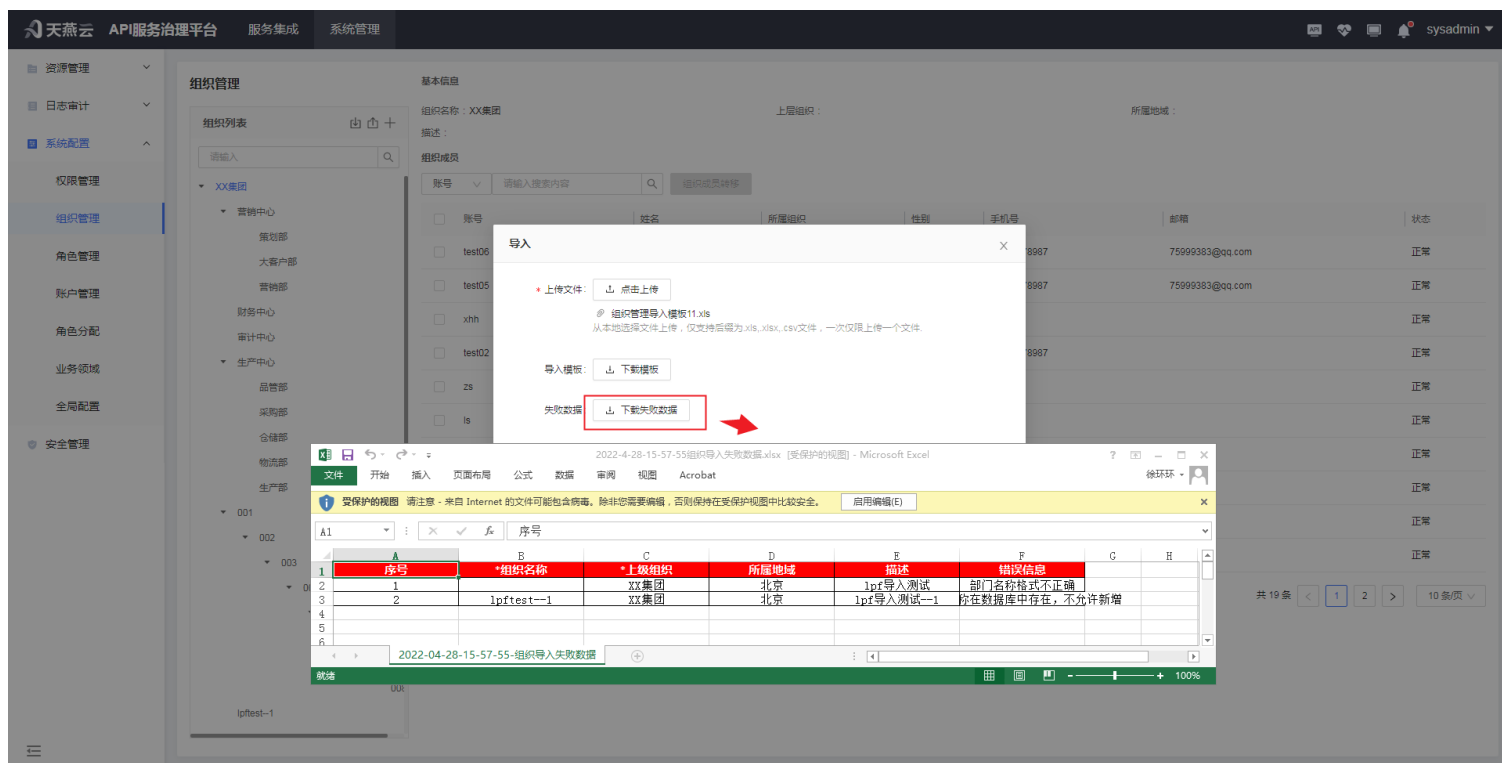 天燕云 API服务治理平台 服务集成 系统管理 API sysadmin
资源管理
日志审计
系统配置
权限管理
组织管理
角色管理
账户管理
角色分配
业务领域
全局配置
安全管理
组织管理
组织列表
请输入
XX集团
营销中心
策划部
大客户部
营销部
财务中心
审计中心
生产中心
品管部
采购部
仓储部
物流部
生产部
001
002
003
lpftest--1
基本信息
组织名称：XX集团 上层组织： 所属地域：
描述：
组织成员
账号 请输入搜索内容 组织成员转移
账号 姓名 所属组织 性别 手机号 邮箱 状态
test06 8987 75999383@qq.com 正常
test05 8987 75999383@qq.com 正常
xhh 正常
test02 8987 正常
zs 正常
ls 正常
正常
正常
正常
正常
共 19 条 < 1 2 > 10 条/页
导入 X
* 上传文件: 点击上传
组织管理导入模板11.xls
从本地选择文件上传，仅支持后缀为.xls,.xlsx,.csv文件，一次仅限上传一个文件.
导入模板: 下载模板
失败数据 下载失败数据
2022-4-28-15-57-55组织导入失败数据.xlsx [受保护的视图] - Microsoft Excel
文件 开始 插入 页面布局 公式 数据 审阅 视图 Acrobat 徐环环
受保护的视图 请注意 - 来自 Internet 的文件可能包含病毒。除非您需要编辑，否则保持在受保护视图中比较安全。 启用编辑(E)
A1 fx 序号
A B C D E F G H
1 序号 *组织名称 *上级组织 所属地域 描述 错误信息
2 1 XX集团 北京 lpf导入测试 部门名称格式不正确
3 2 lpftest--1 XX集团 北京 lpf导入测试--1 你在数据库中存在，不允许新增
4
5
6
2022-04-28-15-57-55-组织导入失败数据
就绪 100%